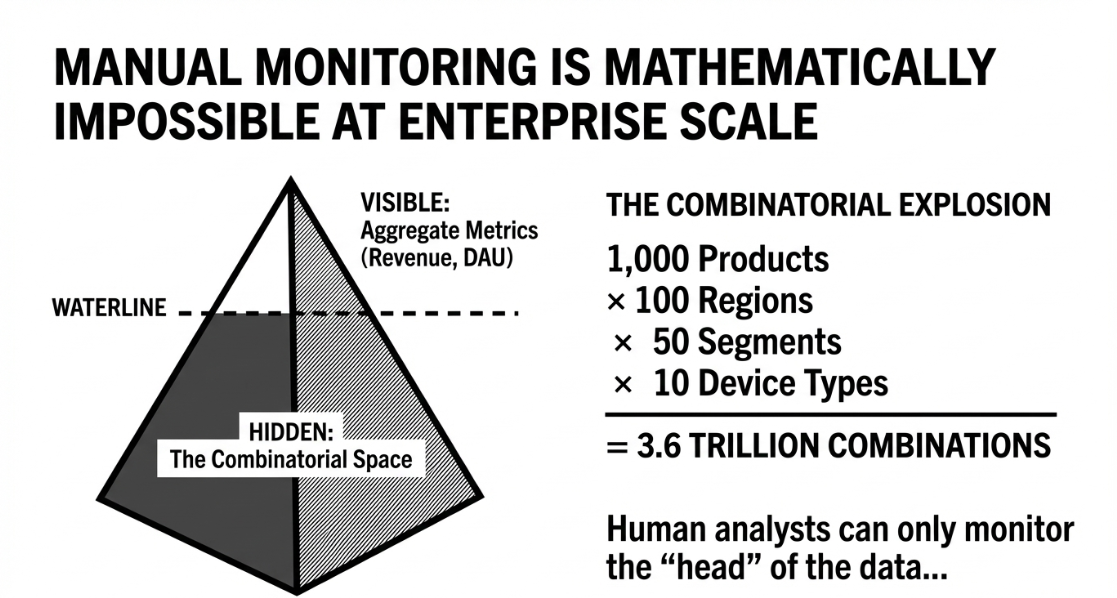 MANUAL MONITORING IS MATHEMATICALLY
IMPOSSIBLE AT ENTERPRISE SCALE
VISIBLE:
Aggregate Metrics
(Revenue, DAU)
WATERLINE
HIDDEN:
The Combinatorial Space
THE COMBINATORIAL EXPLOSION
1,000 Products
× 100 Regions
× 50 Segments
× 10 Device Types
= 3.6 TRILLION COMBINATIONS
Human analysts can only monitor
the “head” of the data...